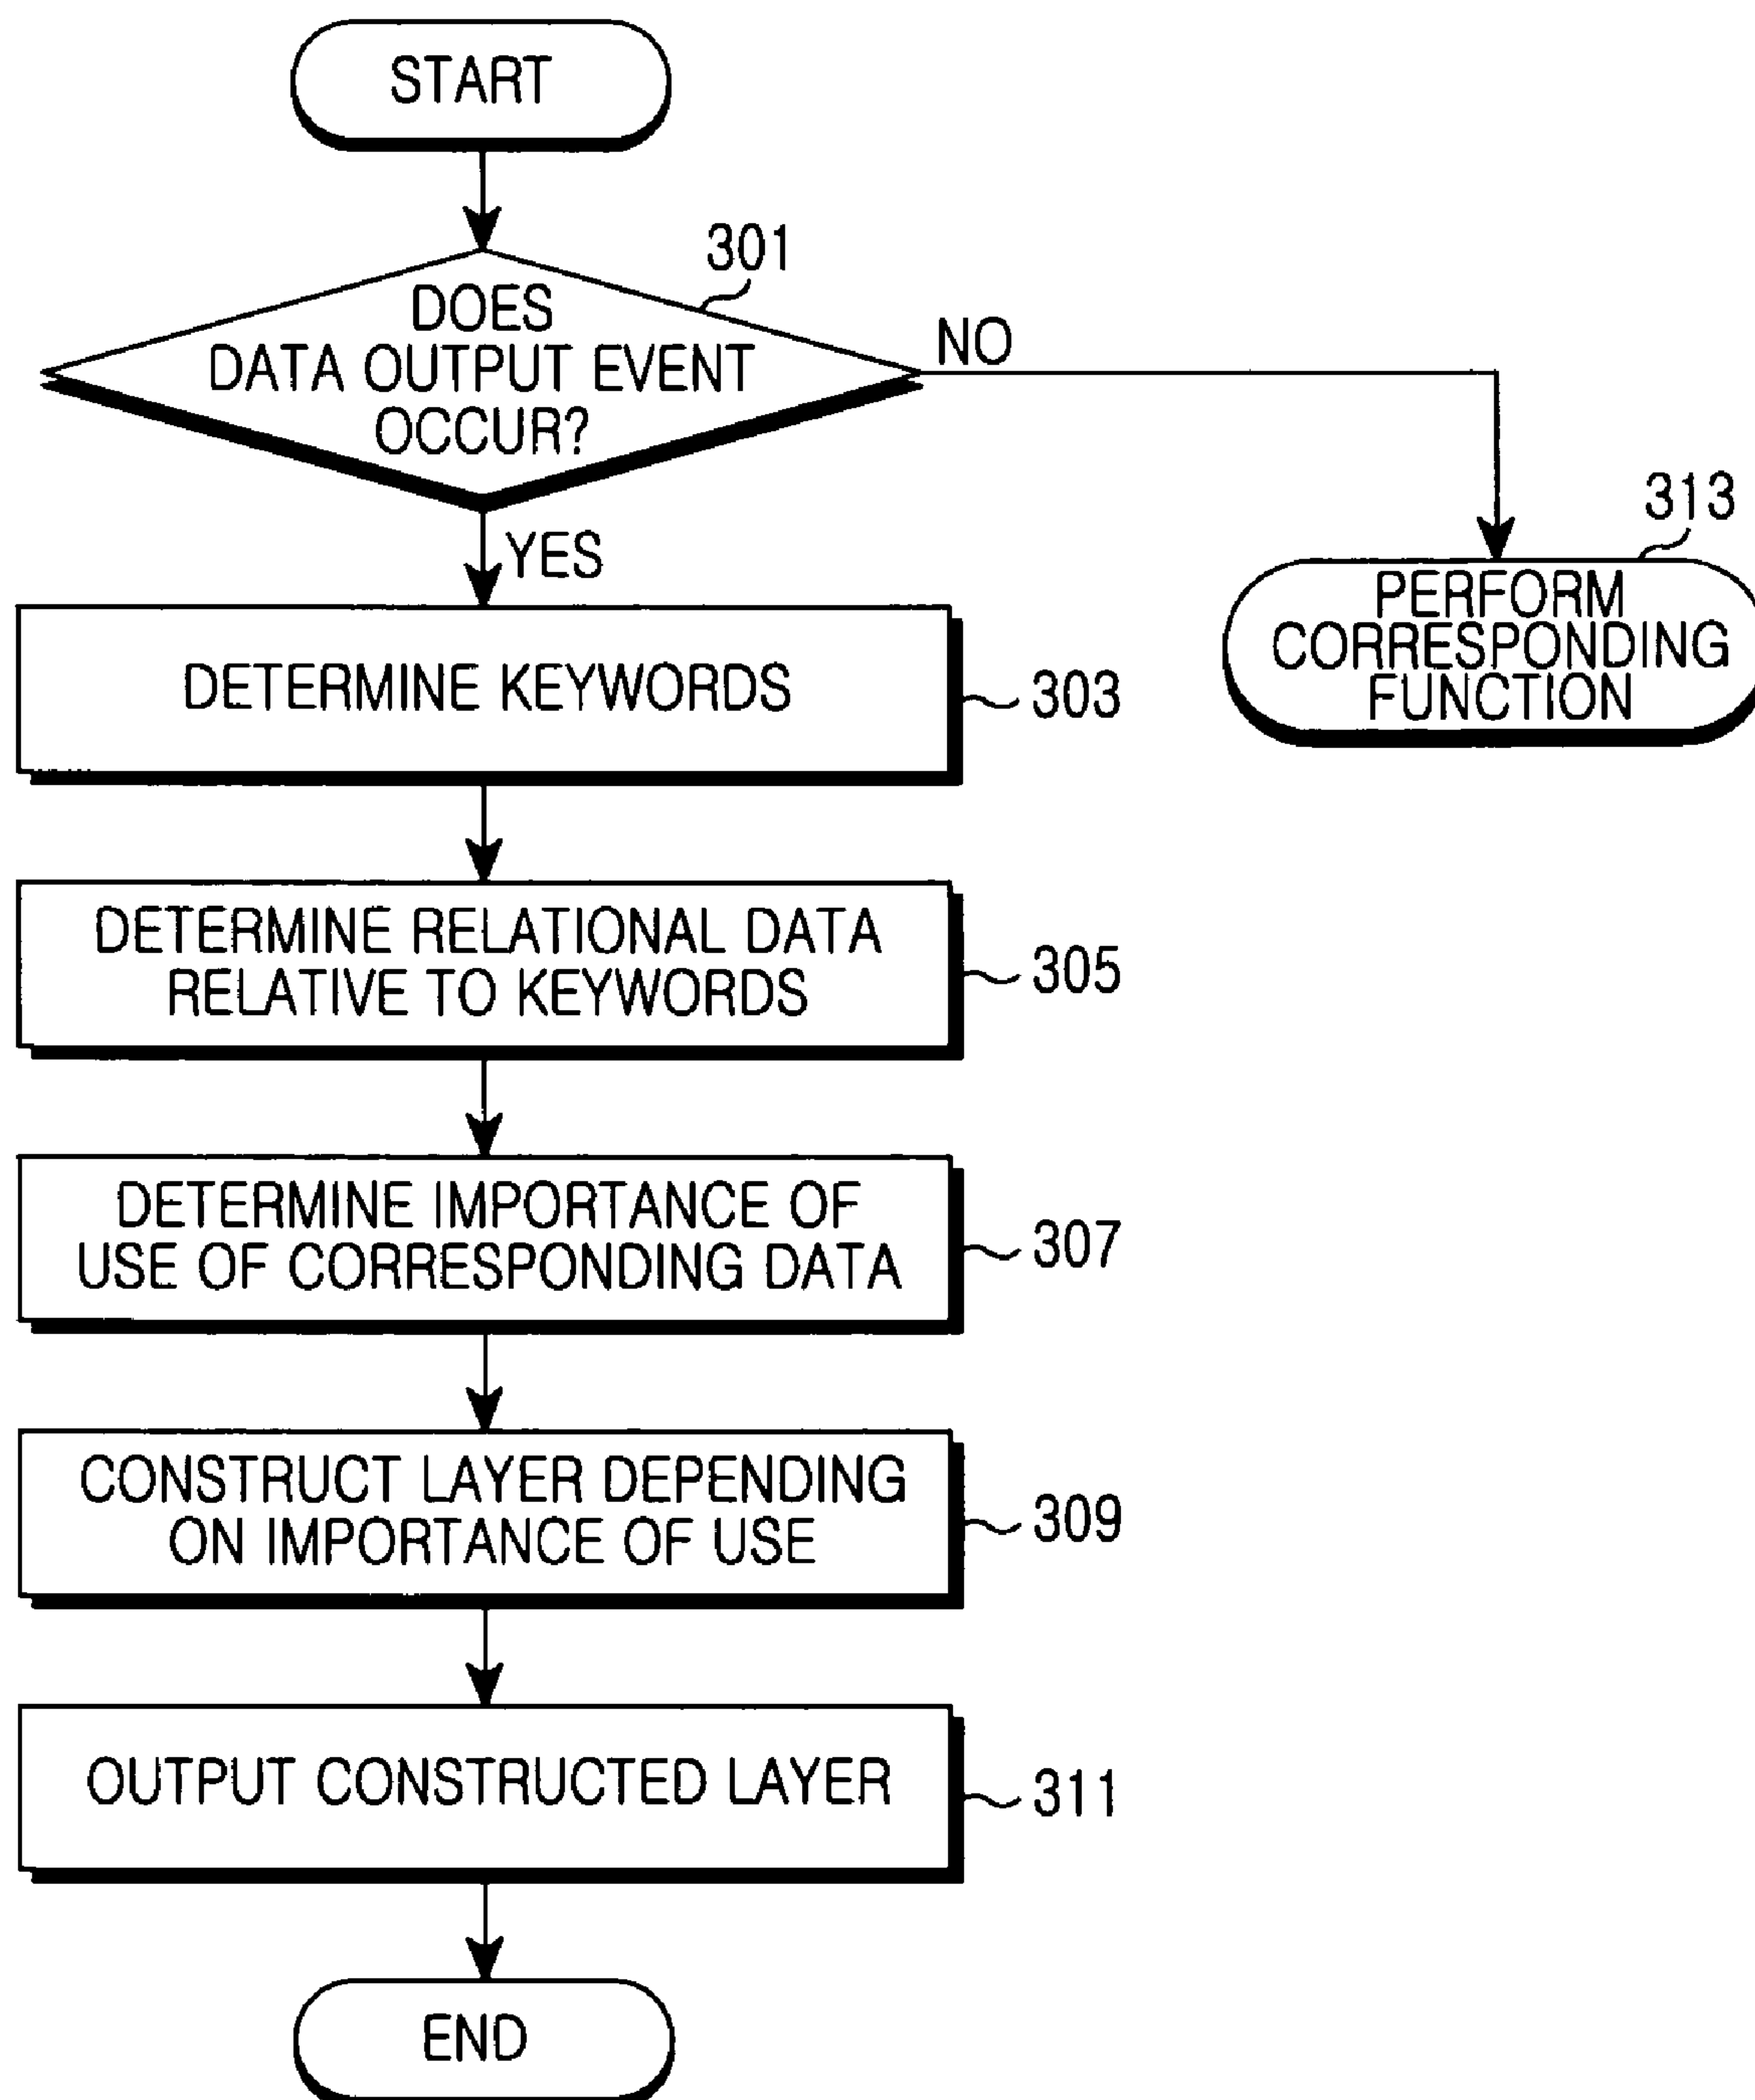 START
301
DOES
DATA OUTPUT EVENT
OCCUR?
NO
YES
313
PERFORM
CORRESPONDING
FUNCTION
DETERMINE KEYWORDS
303
DETERMINE RELATIONAL DATA
RELATIVE TO KEYWORDS
305
DETERMINE IMPORTANCE OF
USE OF CORRESPONDING DATA
307
CONSTRUCT LAYER DEPENDING
ON IMPORTANCE OF USE
309
OUTPUT CONSTRUCTED LAYER
311
END